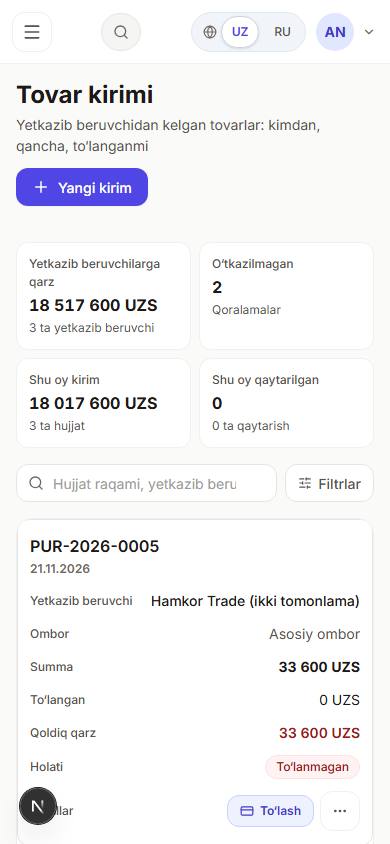 UZ
RU
AN
Tovar kirimi
Yetkazib beruvchidan kelgan tovarlar: kimdan,
qancha, to'langanmi
Yangi kirim
Yetkazib beruvchilarga
qarz
18 517 600 UZS
3 ta yetkazib beruvchi
O'tkazilmagan
2
Qoralamalar
Shu oy kirim
18 017 600 UZS
3 ta hujjat
Shu oy qaytarilgan
0
0 ta qaytarish
Hujjat raqami, yetkazib beru
Filtrlar
PUR-2026-0005
21.11.2026
Yetkazib beruvchi Hamkor Trade (ikki tomonlama)
Ombor Asosiy ombor
Summa 33 600 UZS
To'langan 0 UZS
Qoldiq qarz 33 600 UZS
Holati To'lanmagan
N
To'lash